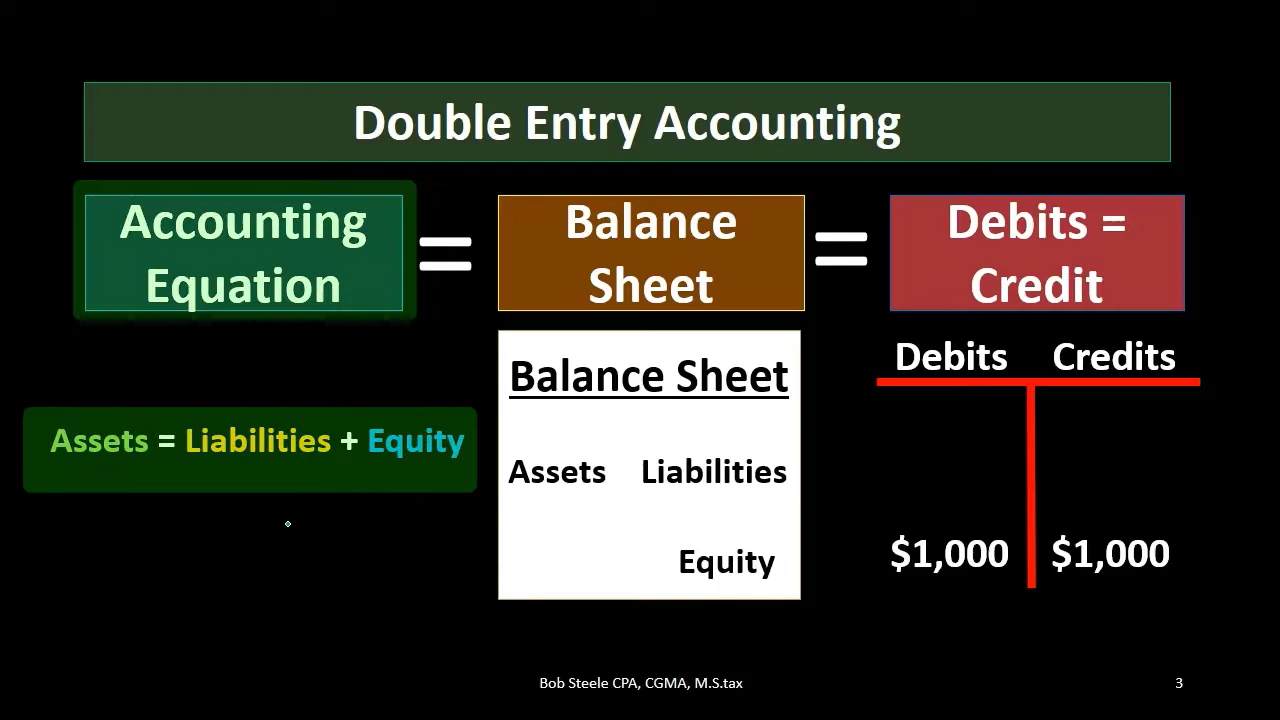 Double Entry Accounting
Accounting
Equation
=
Balance
Sheet
=
Debits =
Credit
Assets = Liabilities + Equity
Balance Sheet
Assets Liabilities
Equity
Debits Credits
$1,000 $1,000
Bob Steele CPA, CGMA, M.S.tax
3